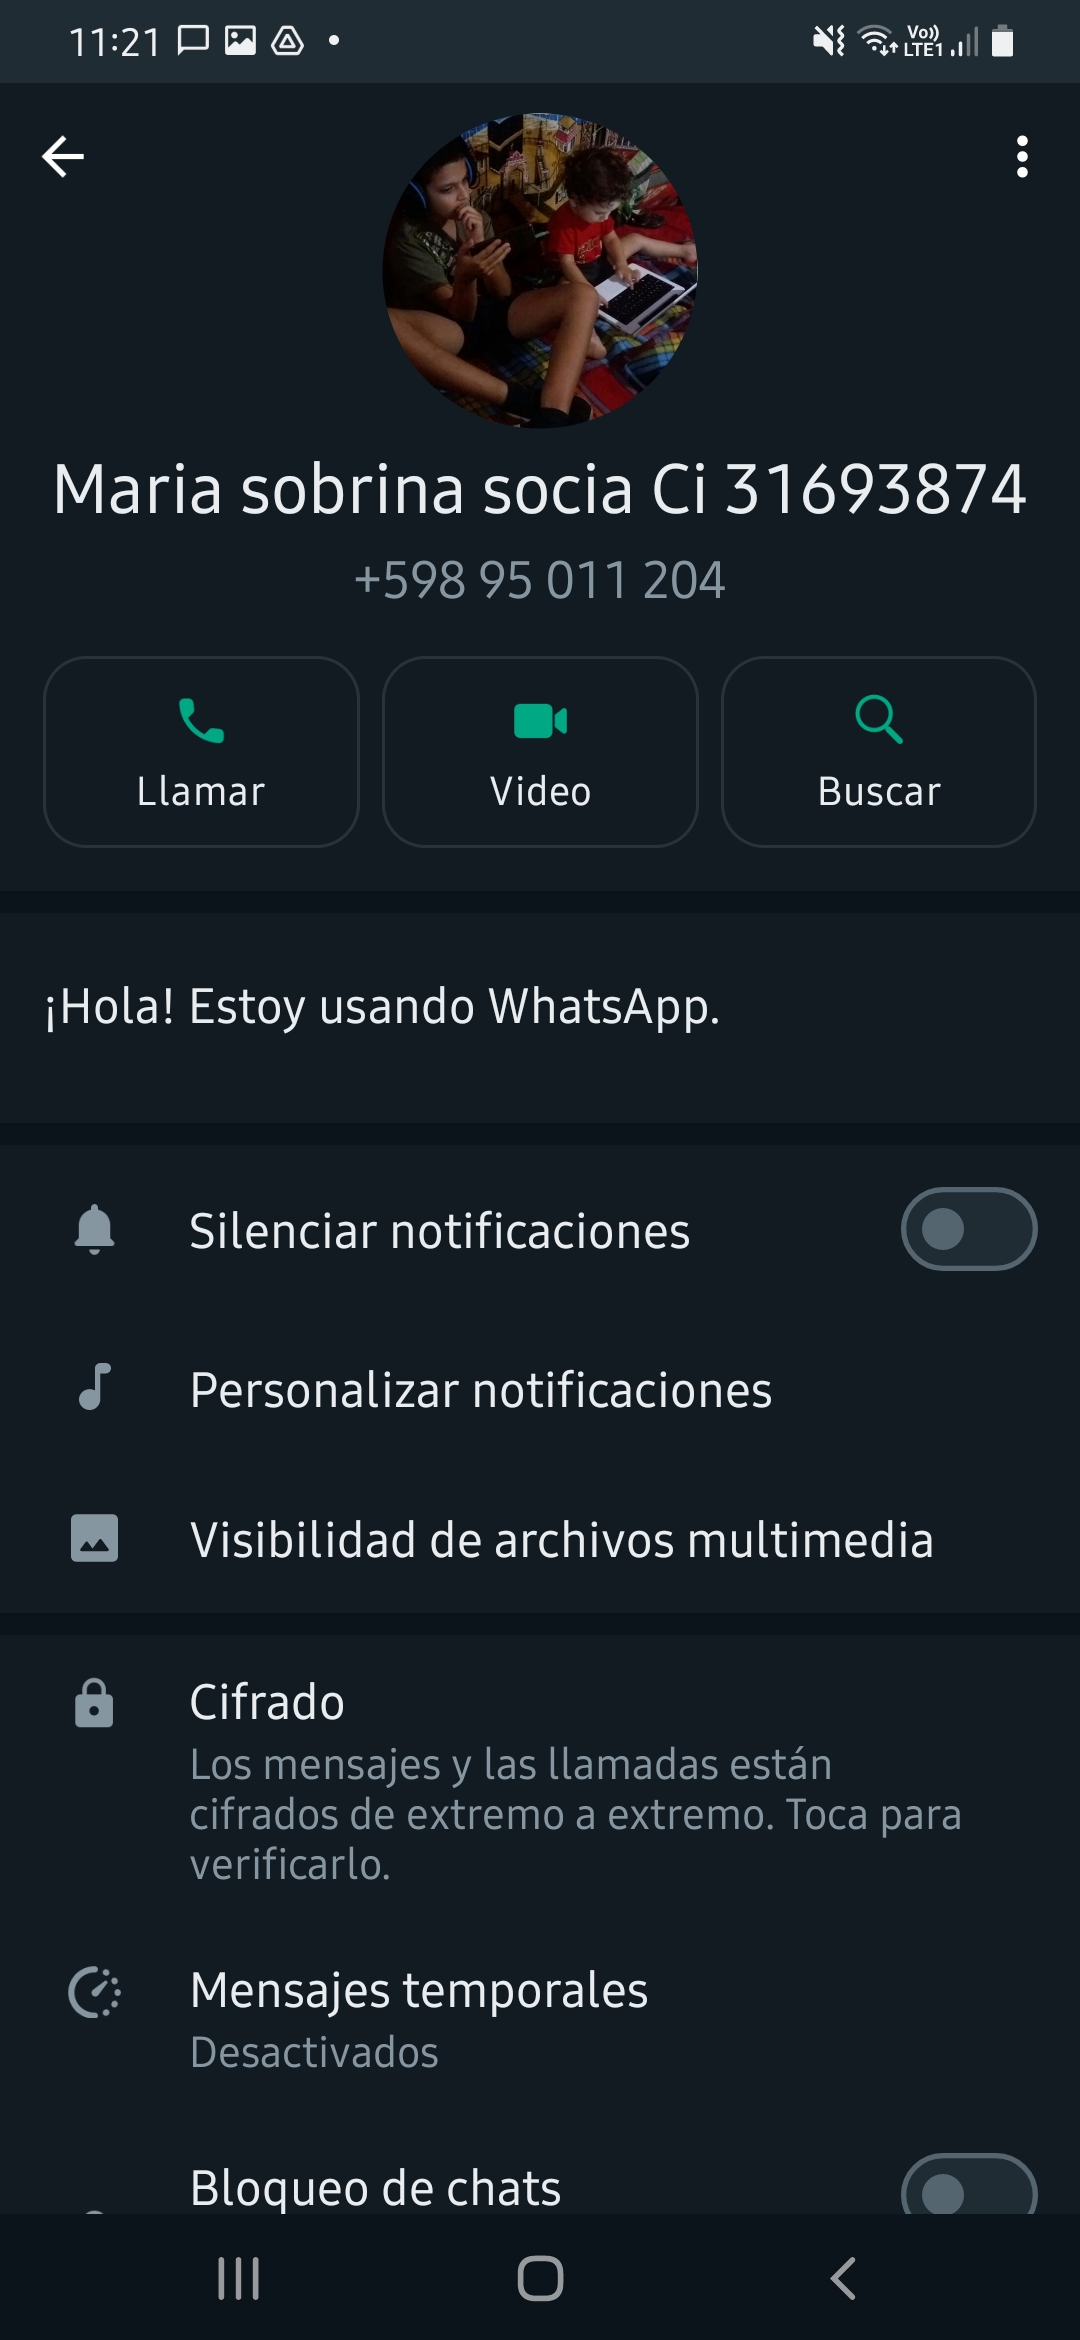 11:21
Vo))
LTE1
Maria sobrina socia Ci 31693874
+598 95 011 204
Llamar
Video
Buscar
¡Hola! Estoy usando WhatsApp.
Silenciar notificaciones
Personalizar notificaciones
Visibilidad de archivos multimedia
Cifrado
Los mensajes y las llamadas están
cifrados de extremo a extremo. Toca para
verificarlo.
Mensajes temporales
Desactivados
Bloqueo de chats